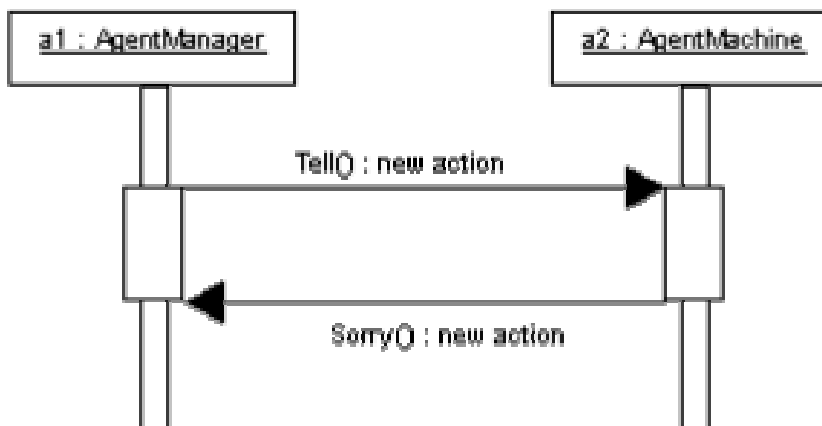 a1 : AgentManager
a2 : AgentMachine
Tell() : new action
Sorry() : new action